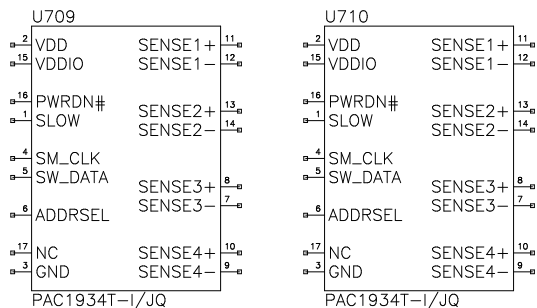 U709
2 VDD SENSE1+ 11
15 VDDIO SENSE1- 12
16 PWRDN#
SENSE2+ 13
1 SLOW
SENSE2- 14
4 SM_CLK
5 SW_DATA
SENSE3+ 8
SENSE3- 7
6 ADDRSEL
17 NC SENSE4+ 10
3 GND SENSE4- 9
PAC1934T-I/JQ
U710
2 VDD SENSE1+ 11
15 VDDIO SENSE1- 12
16 PWRDN#
SENSE2+ 13
1 SLOW
SENSE2- 14
4 SM_CLK
5 SW_DATA
SENSE3+ 8
SENSE3- 7
6 ADDRSEL
17 NC SENSE4+ 10
3 GND SENSE4- 9
PAC1934T-I/JQ